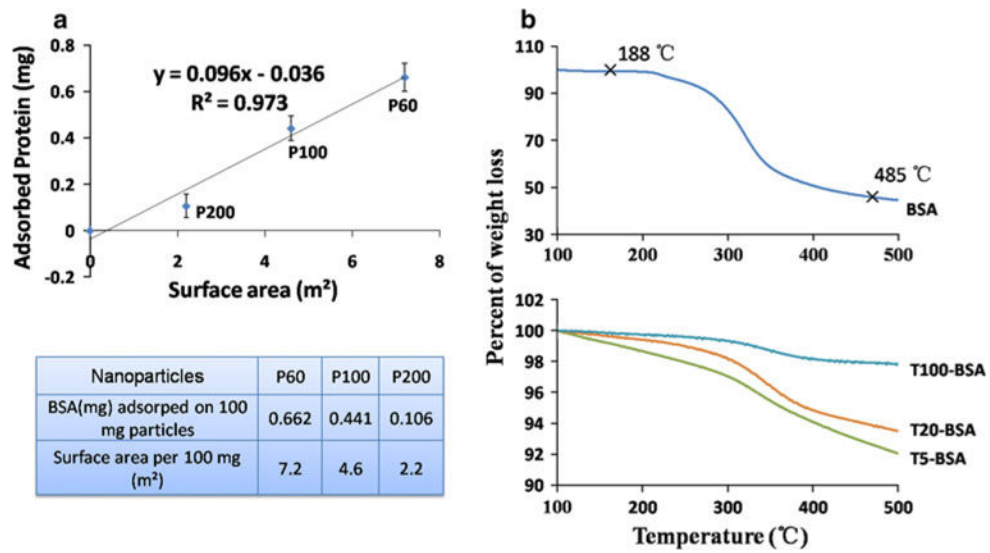 a
Adsorbed Protein (mg)
0.8
0.6
0.4
0.2
0
-0.2
y = 0.096x - 0.036
R² = 0.973
P60
P100
P200
0 2 4 6 8
Surface area (m²)
Nanoparticles P60 P100 P200
BSA(mg) adsorped on 100
mg particles
0.662 0.441 0.106
Surface area per 100 mg
(m²)
7.2 4.6 2.2
b
Percent of weight loss
110
90
70
50
30
188 ℃
485 ℃
BSA
100 200 300 400 500
102
100
98
96
94
92
90
T100-BSA
T20-BSA
T5-BSA
100 200 300 400 500
Temperature (℃)